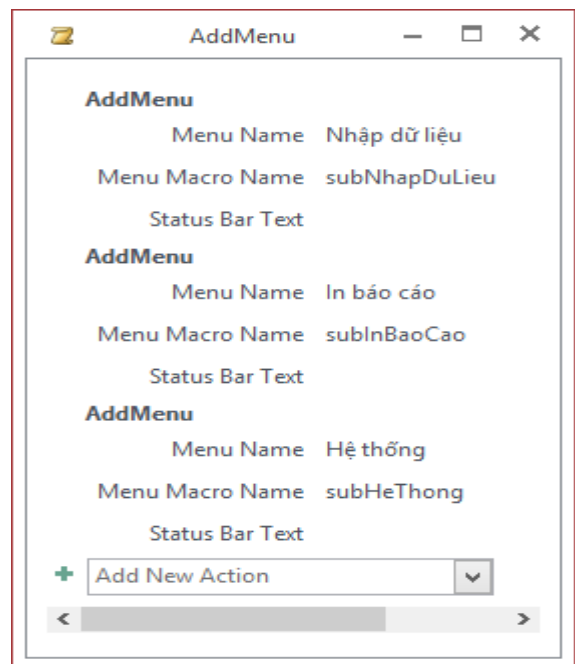 AddMenu
AddMenu
Menu Name Nhập dữ liệu
Menu Macro Name subNhapDuLieu
Status Bar Text
AddMenu
Menu Name In báo cáo
Menu Macro Name subInBaoCao
Status Bar Text
AddMenu
Menu Name Hệ thống
Menu Macro Name subHeThong
Status Bar Text
Add New Action